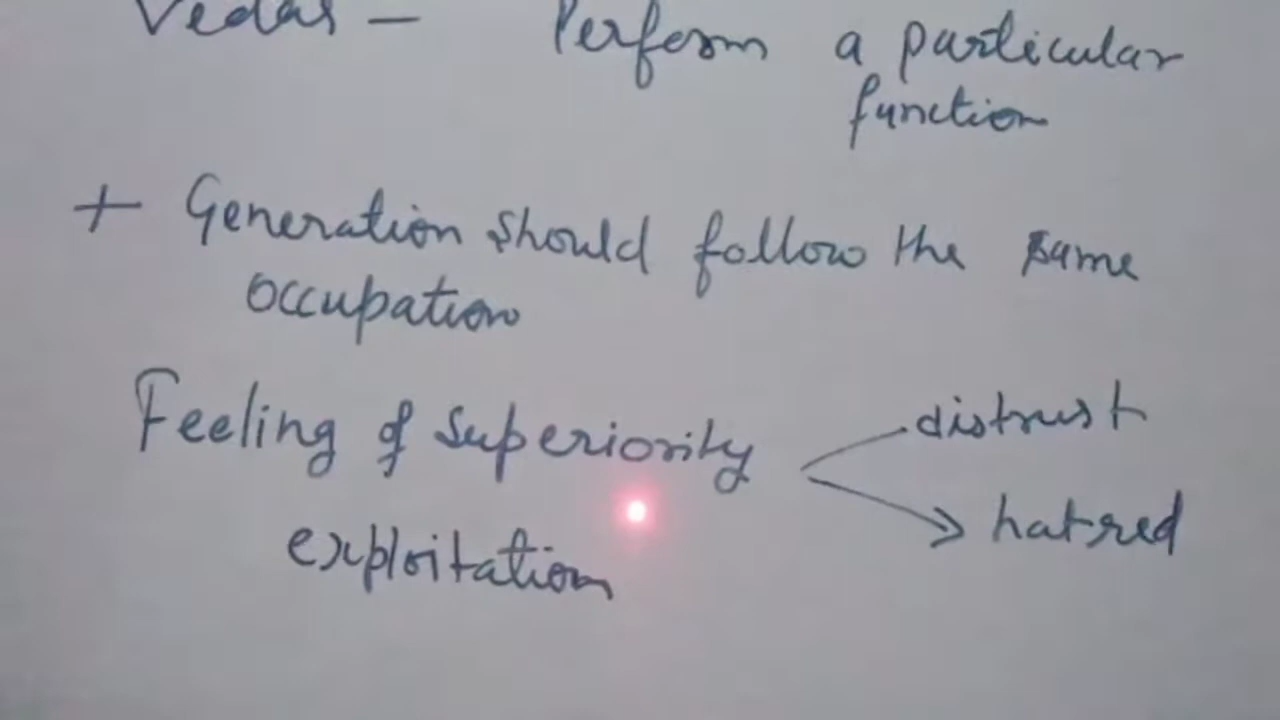 Vedas - Perform a particular
function
+ Generation should follow the same
occupation
Feeling of superiority distrust
hatred
exploitation